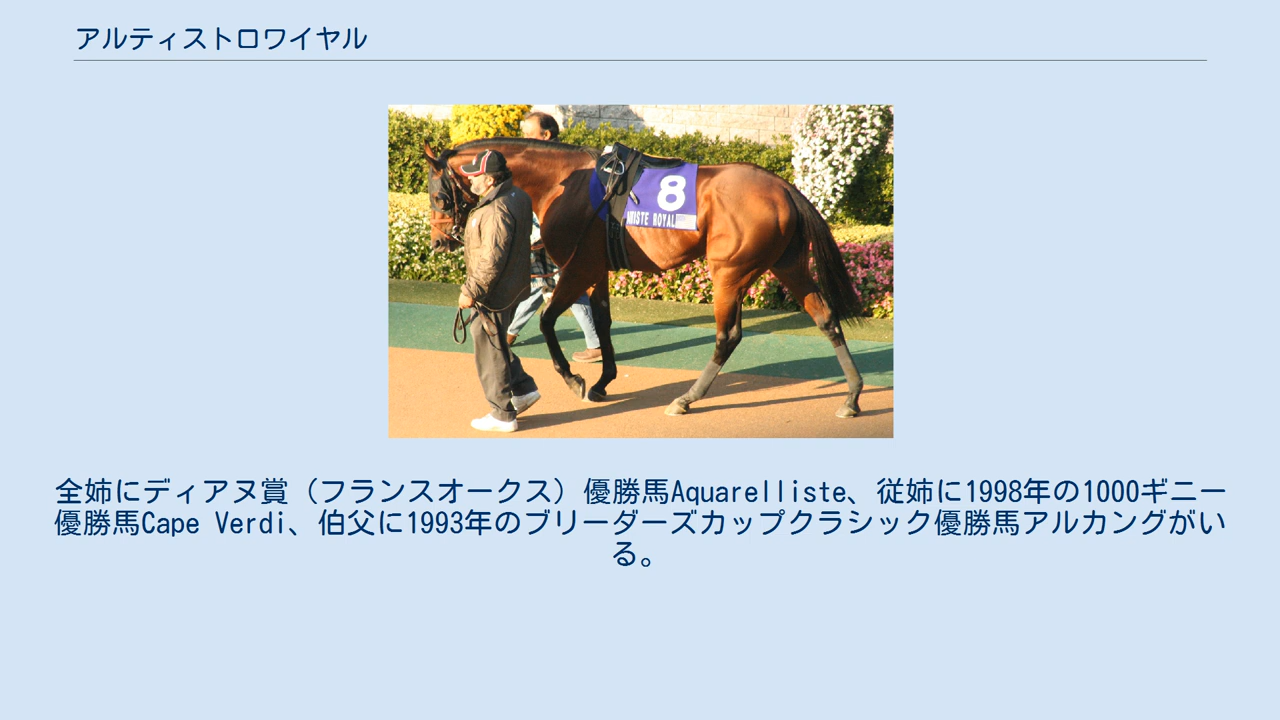 アルティストロワイヤル
8
ROYAL
全姉にディアヌ賞（フランスオークス）優勝馬Aquarelliste、従姉に1998年の1000ギニー
優勝馬Cape Verdi、伯父に1993年のブリーダーズカップクラシック優勝馬アルカングがい
る。